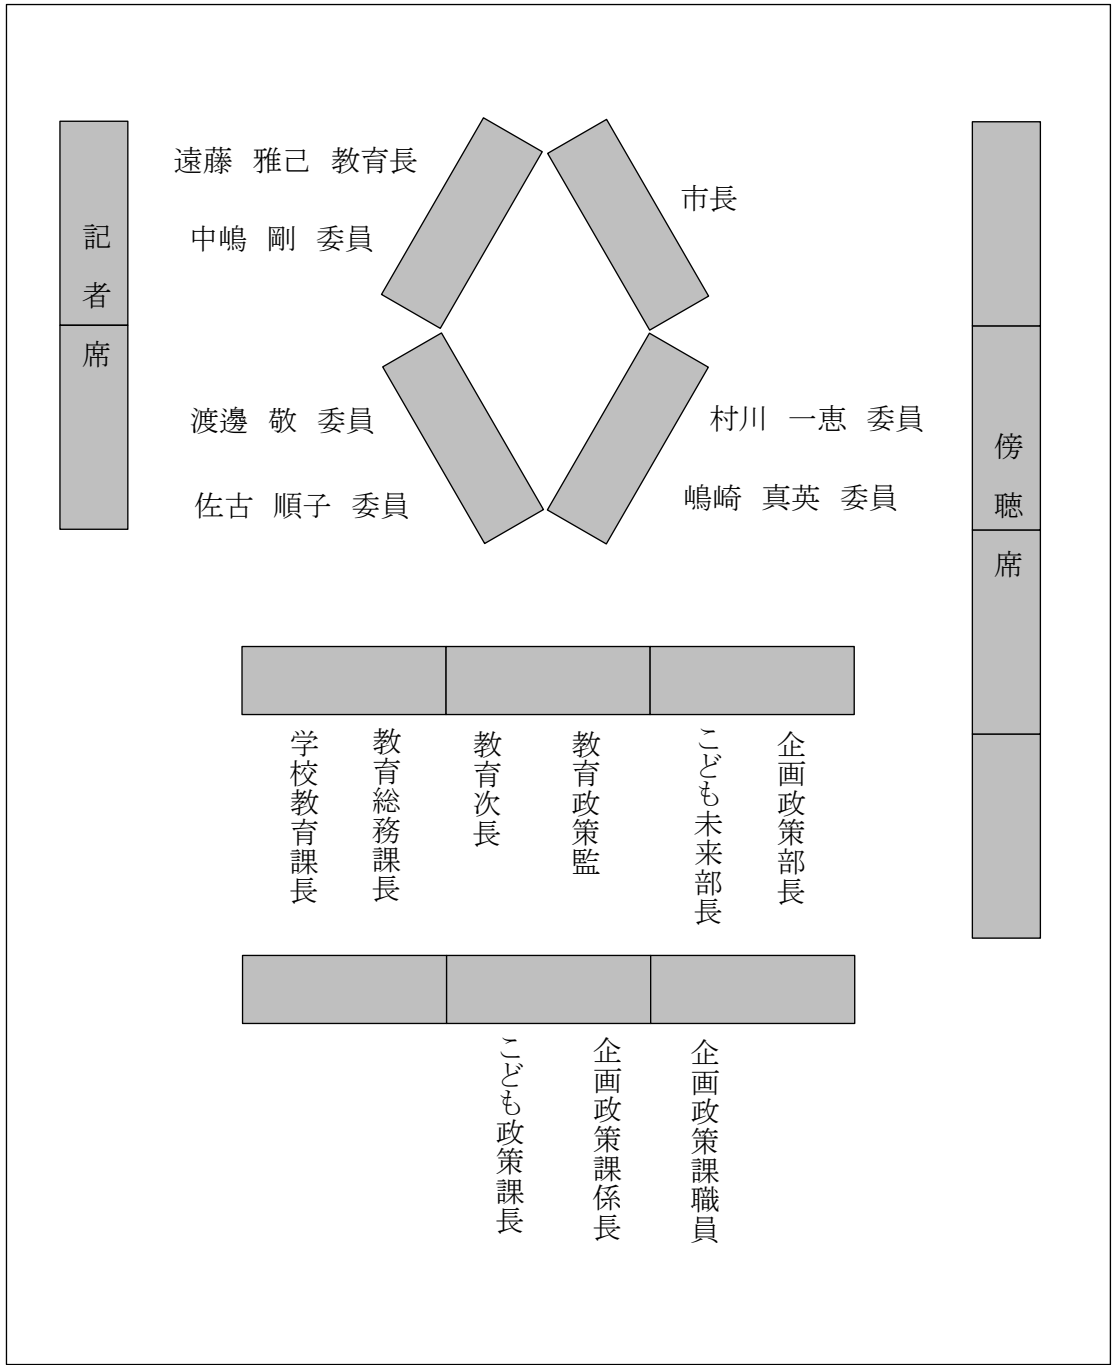 記者席
遠藤 雅己 教育長
中嶋 剛 委員
市長
渡邊 敬 委員
佐古 順子 委員
村川 一恵 委員
嶋崎 真英 委員
傍聴席
企画政策部長
こども未来部長
教育政策監
教育次長
教育総務課長
学校教育課長
企画政策課職員
企画政策課係長
こども政策課長